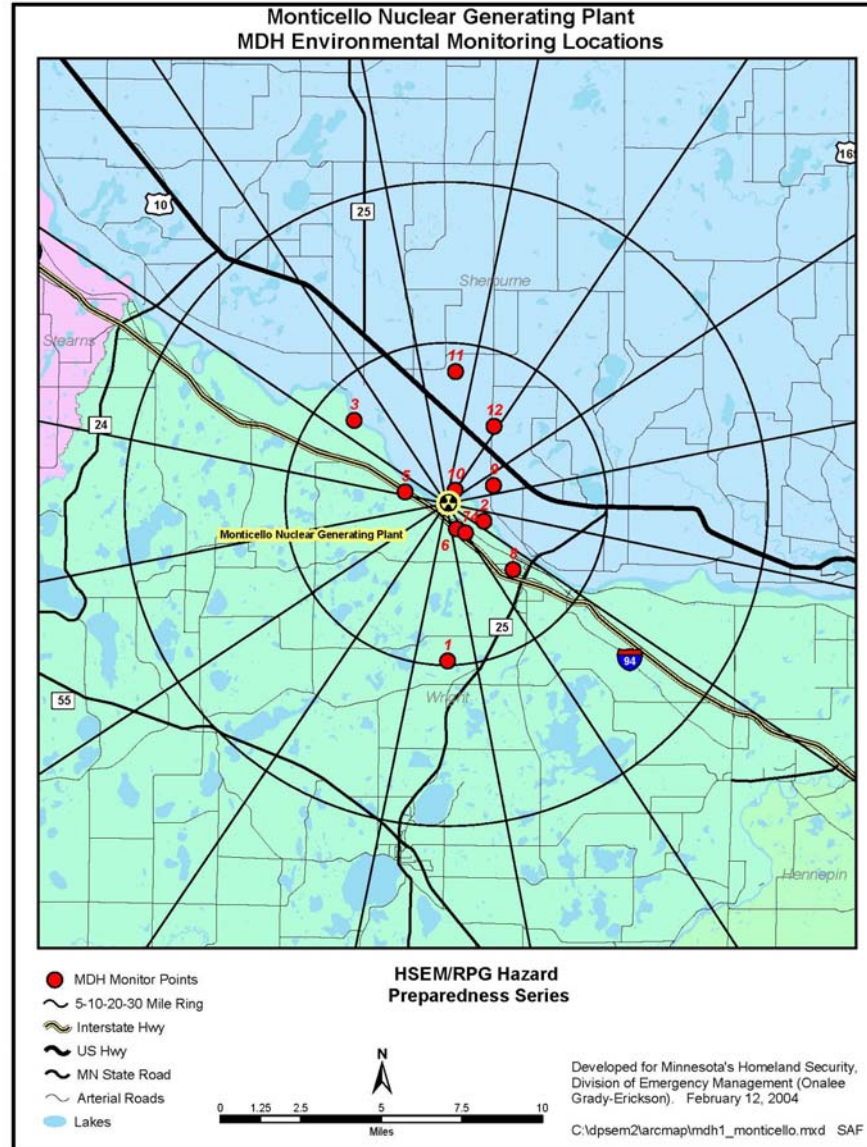 Monticello Nuclear Generating Plant
MDH Environmental Monitoring Locations
10
25
169
Sherburne
Stearns
11
3
12
24
5
10
9
2
7 4
Monticello Nuclear Generating Plant
6
8
25
1
94
Wright
55
Hennepin
MDH Monitor Points
5-10-20-30 Mile Ring
Interstate Hwy
US Hwy
MN State Road
Arterial Roads
Lakes
HSEM/RPG Hazard
Preparedness Series
N
0 1.25 2.5 5 7.5 10
Miles
Developed for Minnesota's Homeland Security,
Division of Emergency Management (Onalee
Grady-Erickson). February 12, 2004
C:\dpsem2\arcmap\mdh1_monticello.mxd SAF